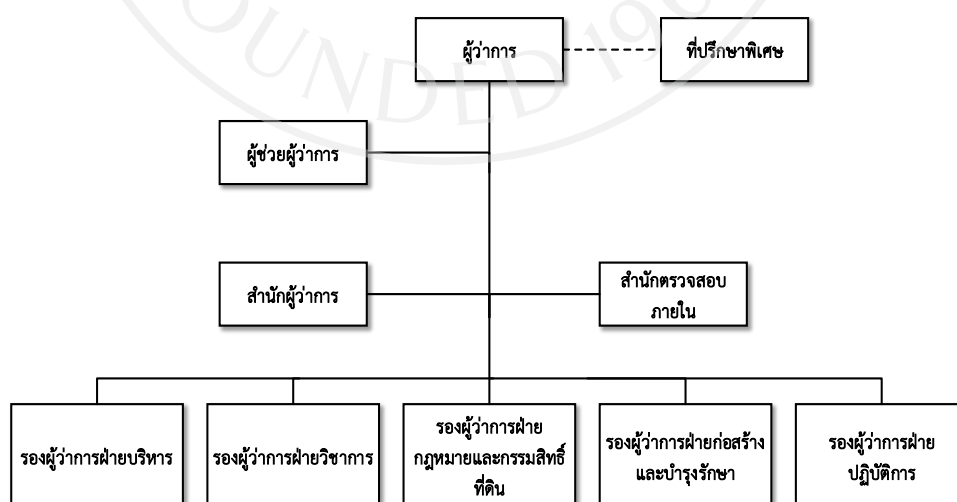 ผู้ว่าการ
ที่ปรึกษาพิเศษ
ผู้ช่วยผู้ว่าการ
สำนักผู้ว่าการ
สำนักตรวจสอบ
ภายใน
รองผู้ว่าการฝ่ายบริหาร
รองผู้ว่าการฝ่ายวิชาการ
รองผู้ว่าการฝ่าย
กฎหมายและกรรมสิทธิ์
ที่ดิน
รองผู้ว่าการฝ่ายก่อสร้าง
และบำรุงรักษา
รองผู้ว่าการฝ่าย
ปฏิบัติการ